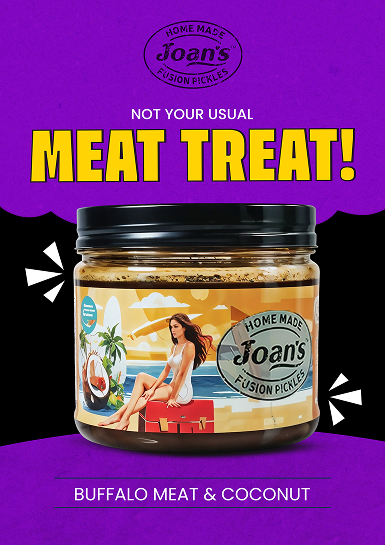 HOME MADE
Joan's
FUSION PICKLES
NOT YOUR USUAL
MEAT TREAT!
HOME MADE
Joan's
FUSION PICKLES
BUFFALO MEAT & COCONUT